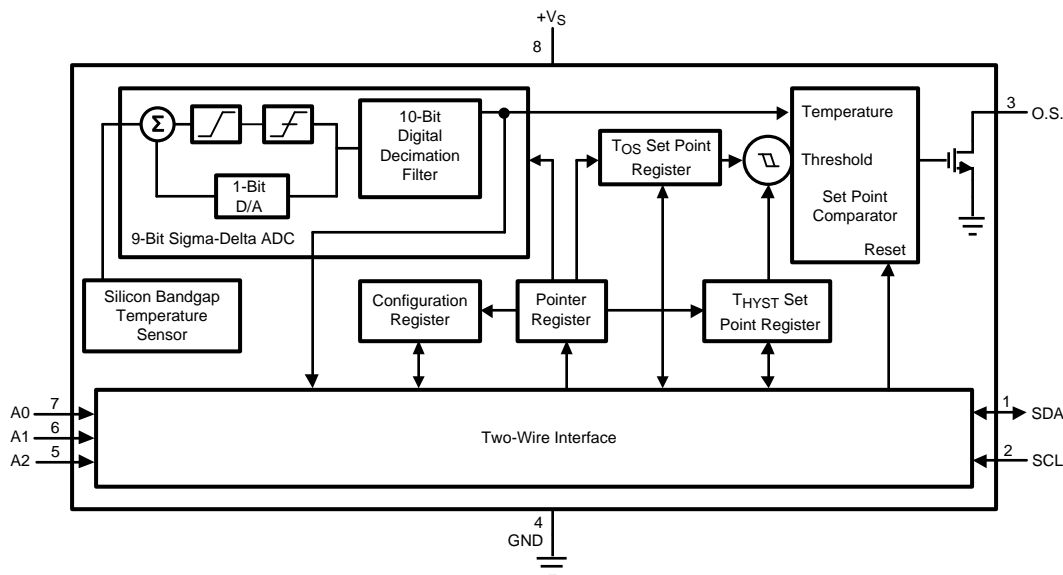 +VS
8
10-Bit
Digital
Decimation
Filter
Σ
1-Bit
D/A
9-Bit Sigma-Delta ADC
TOS Set Point
Register
Temperature
Threshold
Set Point
Comparator
Reset
3
O.S.
Silicon Bandgap
Temperature
Sensor
Configuration
Register
Pointer
Register
THYST Set
Point Register
A0
7
A1
6
A2
5
Two-Wire Interface
1
SDA
2
SCL
4
GND